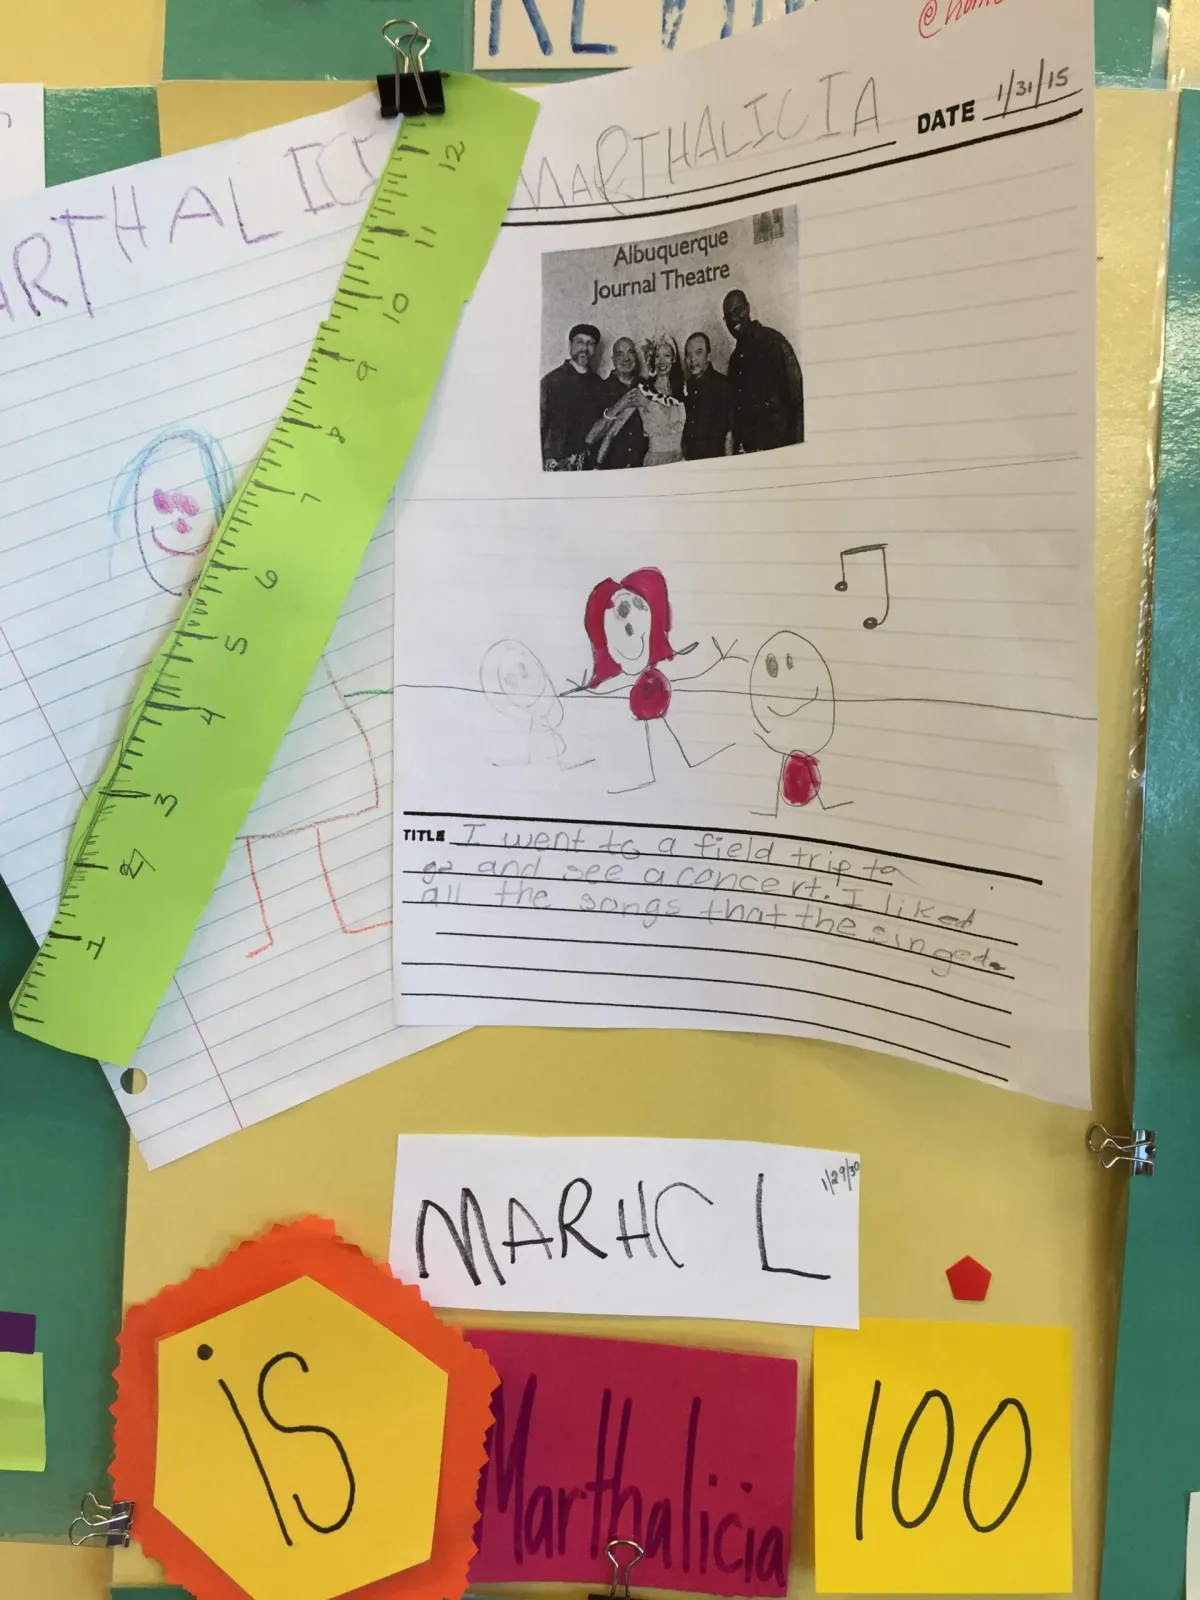 @home
MARTHALICIA DATE 1/31/15
ARTHALICI
Albuquerque
Journal Theatre
12
11
10
9
8
7
6
5
4
3
2
1
TITLE I went to a field trip to
go and see a concert. I liked
all the songs that the singed.
MARHC L 1/29/30
is
Marthalicia
100